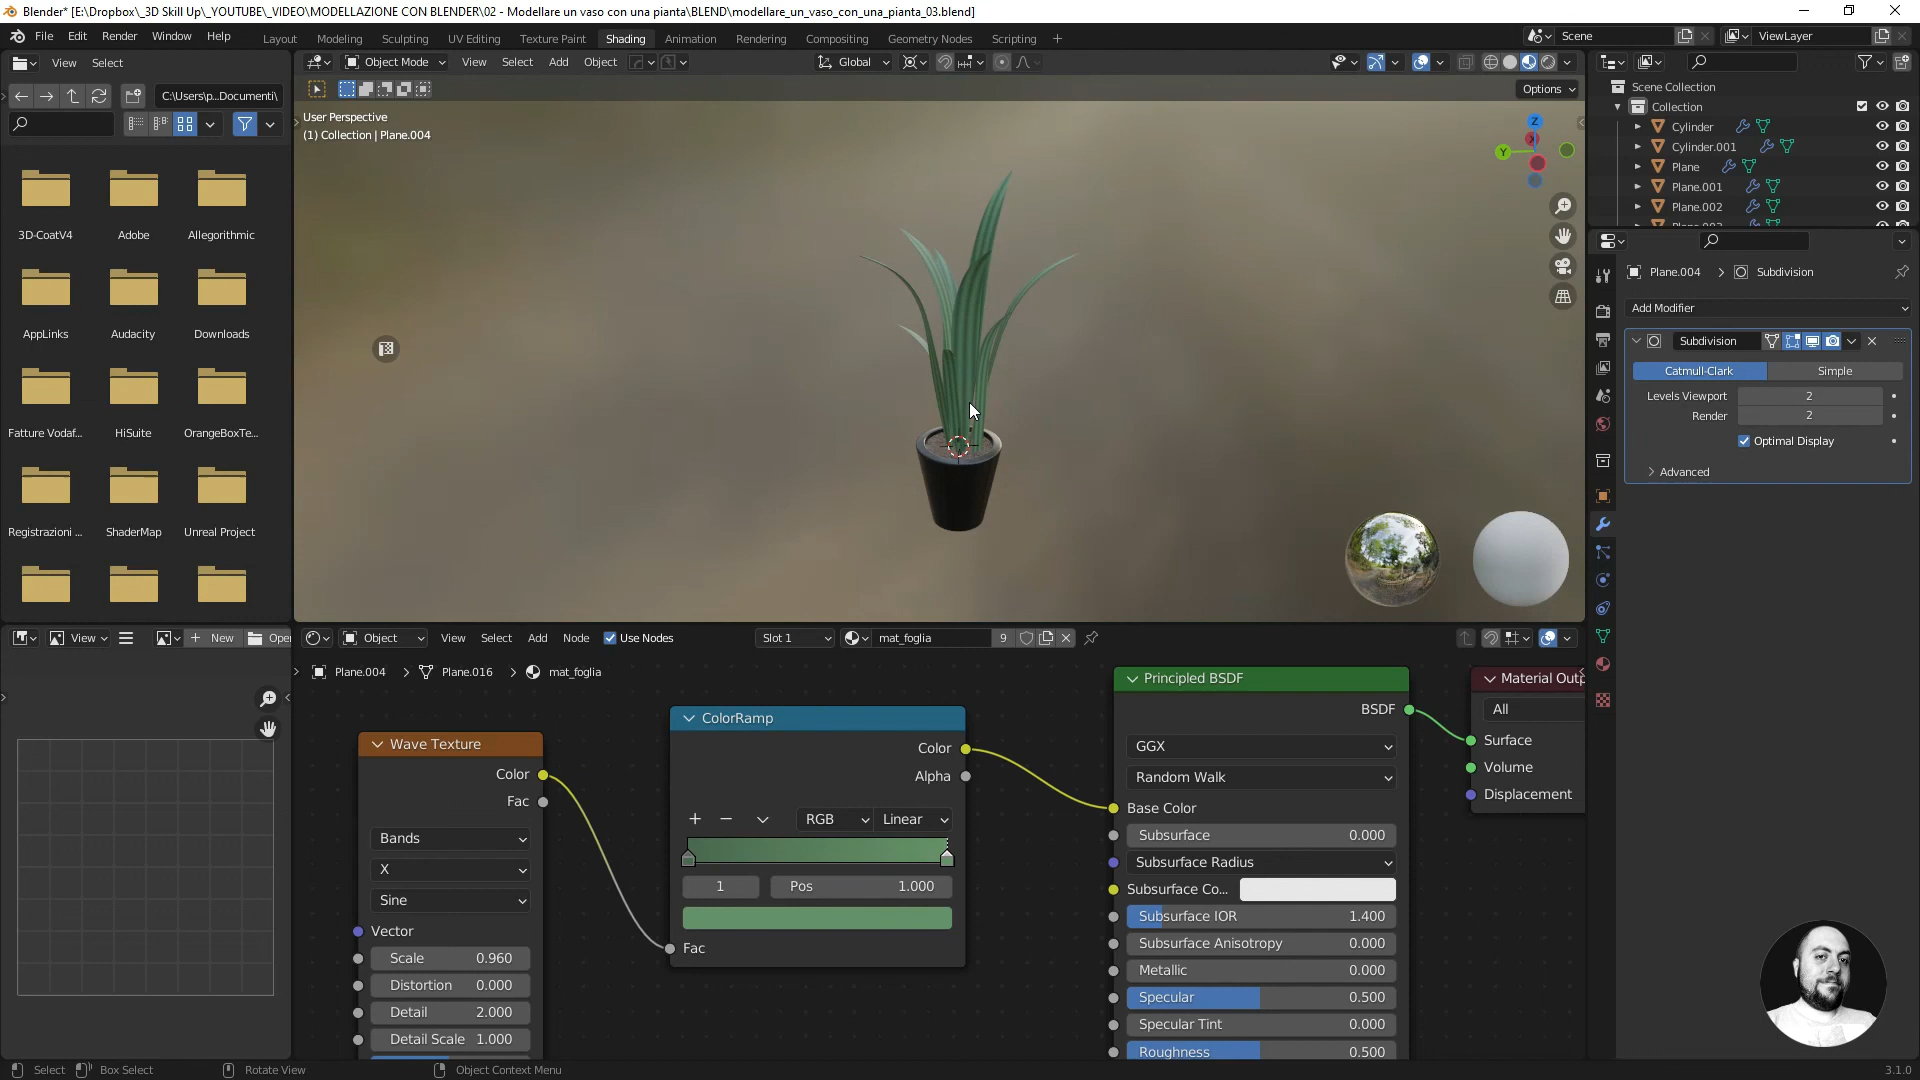 Blender* [E:\Dropbox\_3D Skill Up\_YOUTUBE\_VIDEO\MODELLAZIONE CON BLENDER\02 - Modellare un vaso con una pianta\BLEND\modellare_un_vaso_con_una_pianta_03.blend]
File Edit Render Window Help Layout Modeling Sculpting UV Editing Texture Paint Shading Animation Rendering Compositing Geometry Nodes Scripting + Scene ViewLayer
View Select Object Mode View Select Add Object Global
C:\Users\p...Documenti\ Options
Scene Collection
Collection
Cylinder
Cylinder.001
Plane
Plane.001
Plane.002
User Perspective
(1) Collection | Plane.004
Z
X
Y
3D-CoatV4 Adobe Allegorithmic
AppLinks Audacity Downloads
Fatture Vodaf... HiSuite OrangeBoxTe...
Registrazioni ... ShaderMap Unreal Project
Plane.004 > Subdivision
Add Modifier
Subdivision
Catmull-Clark Simple
Levels Viewport 2
Render 2
Optimal Display
Advanced
View New Open
Object View Select Add Node Use Nodes Slot 1 mat_foglia 9
Plane.004 > Plane.016 > mat_foglia
Wave Texture
Color
Fac
Bands
X
Sine
Vector
Scale 0.960
Distortion 0.000
Detail 2.000
Detail Scale 1.000
ColorRamp
Color
Alpha
+ − RGB Linear
1 Pos 1.000
Fac
Principled BSDF
BSDF
GGX
Random Walk
Base Color
Subsurface 0.000
Subsurface Radius
Subsurface Co...
Subsurface IOR 1.400
Subsurface Anisotropy 0.000
Metallic 0.000
Specular 0.500
Specular Tint 0.000
Roughness 0.500
Material Outp
All
Surface
Volume
Displacement
Select Box Select Rotate View Object Context Menu 3.1.0